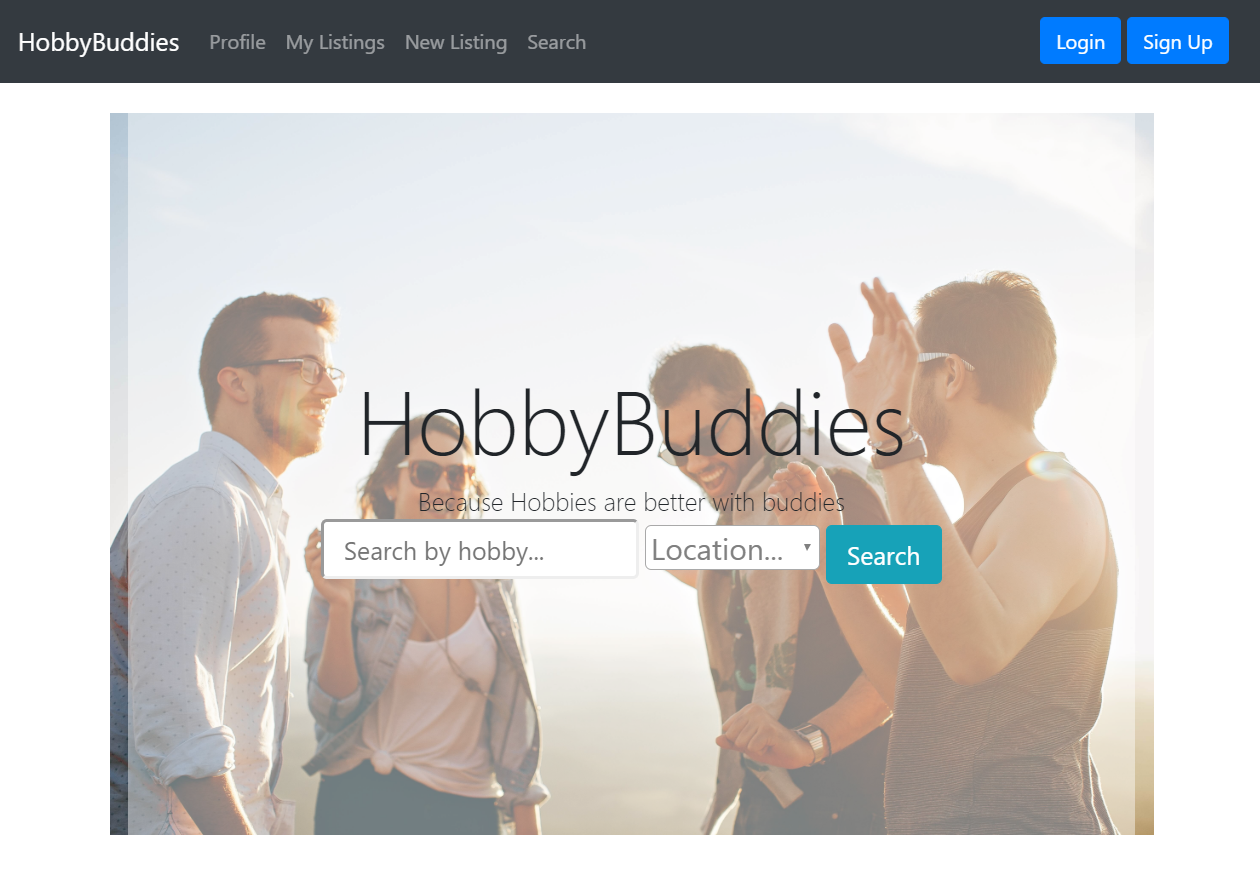 HobbyBuddies Profile My Listings New Listing Search Login Sign Up
HobbyBuddies
Because Hobbies are better with buddies
Search by hobby... Location... Search